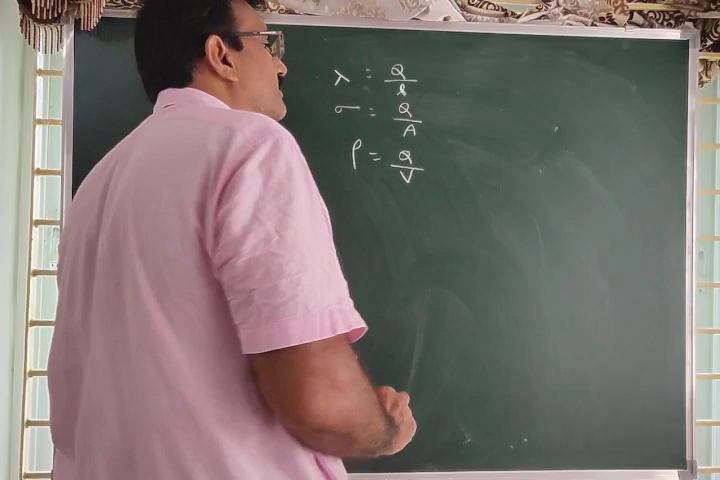 λ = Q/l
σ = Q/A
ρ = Q/V